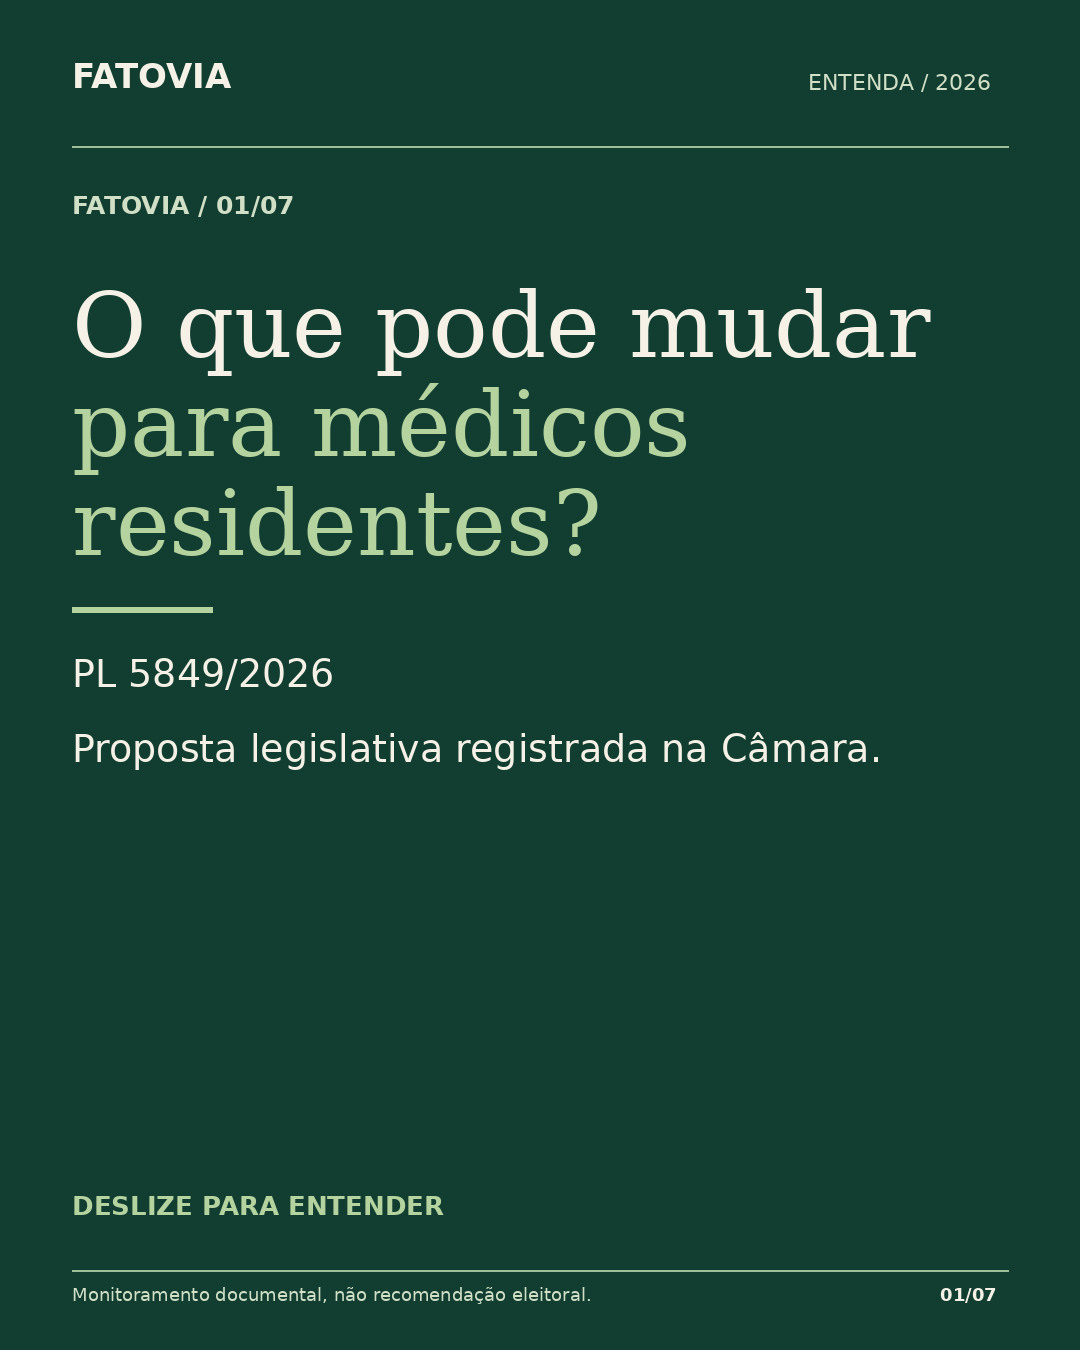 FATOVIA
ENTENDA / 2026
FATOVIA / 01/07
O que pode mudar
para médicos
residentes?
PL 5849/2026
Proposta legislativa registrada na Câmara.
DESLIZE PARA ENTENDER
Monitoramento documental, não recomendação eleitoral.
01/07